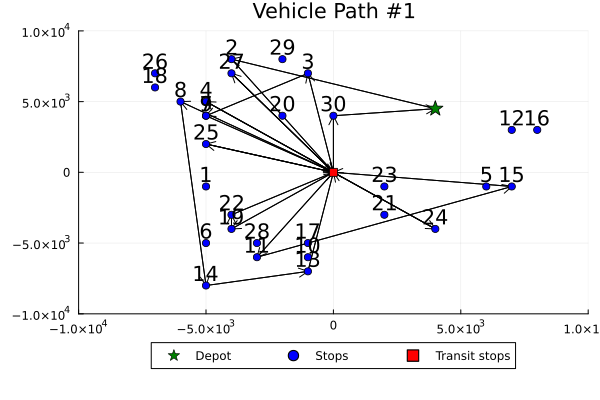 Vehicle Path #1
1.0×10⁴
2 29
26 27 3
18
5.0×10³
8 4
20 30 12 16
25
0
1 23 5 15
22 21
19 24
−5.0×10³
6 28 17
11 10
13
14
−1.0×10⁴
−1.0×10⁴ −5.0×10³ 0 5.0×10³ 1.0×1
Depot Stops Transit stops